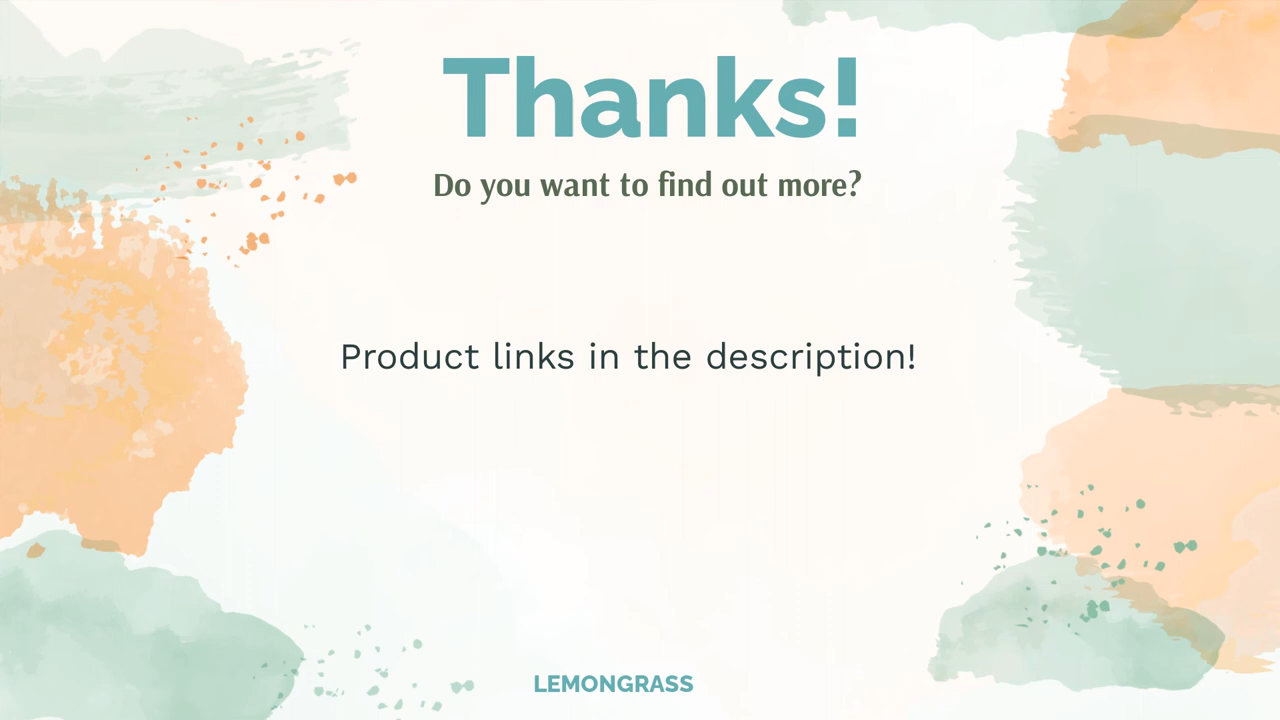 Thanks!
Do you want to find out more?
Product links in the description!
LEMONGRASS